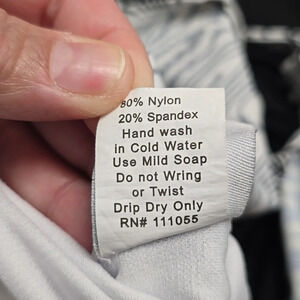 80% Nylon
20% Spandex
Hand wash
in Cold Water
Use Mild Soap
Do not Wring
or Twist
Drip Dry Only
RN# 111055